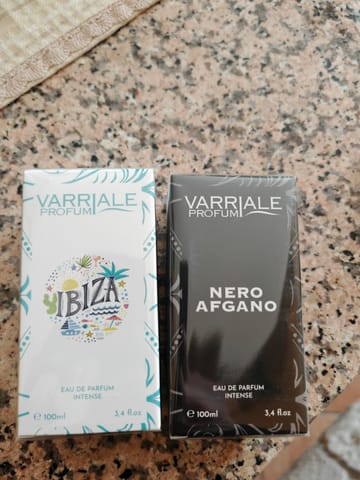 VARRIALE
PROFUMI
IBIZA
EAU DE PARFUM
INTENSE
℮ 100ml 3,4 fl.oz
VARRIALE
PROFUMI
NERO
AFGANO
EAU DE PARFUM
INTENSE
℮ 100ml 3,4 fl.oz